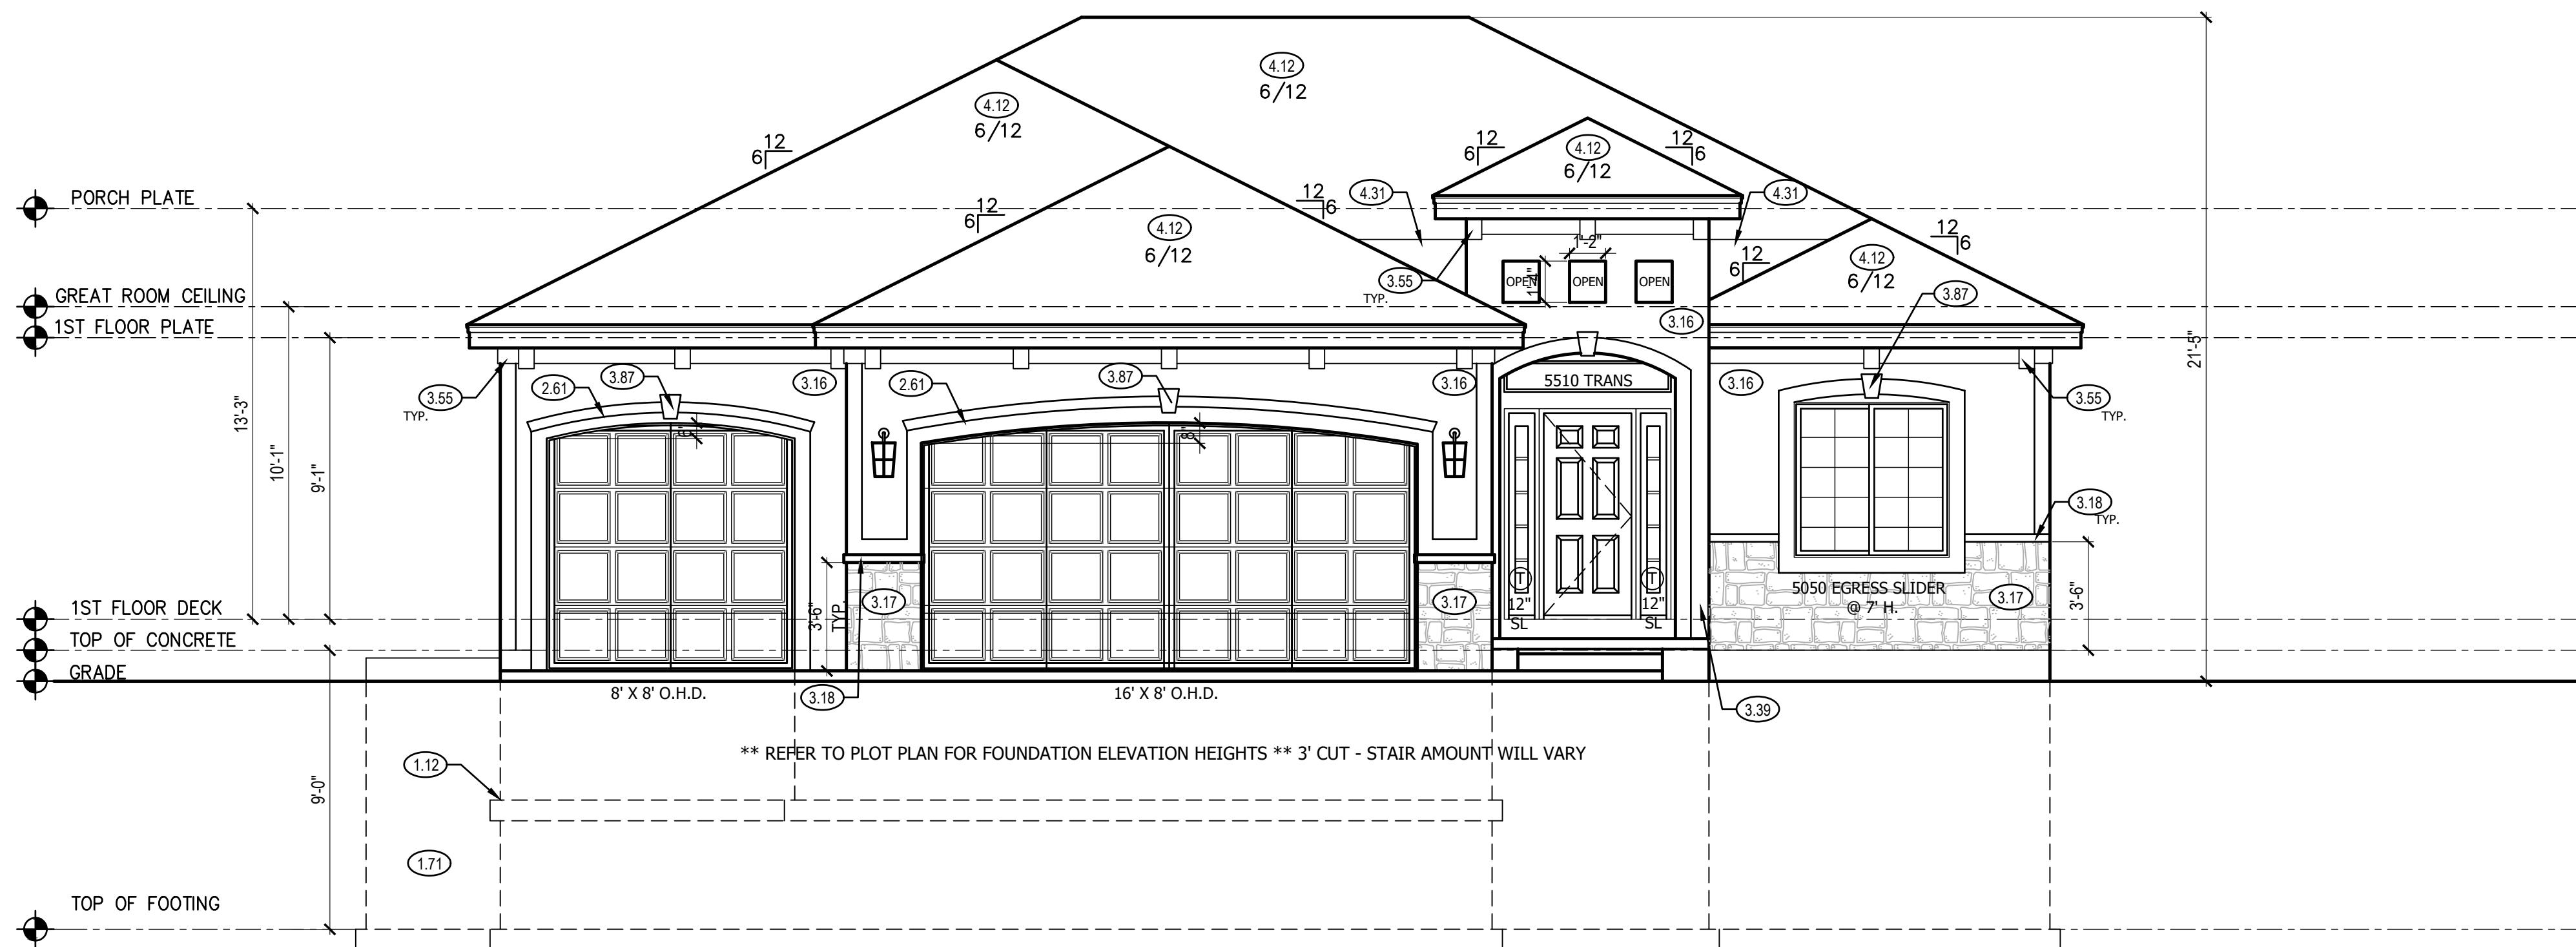 4.12
6/12
4.12
6/12
12
6
12
6
12
6
4.12
6/12
PORCH PLATE
4.31
4.31
12
6
12
6
4.12
6/12
12
6
12
6
4.12
6/12
1'-2"
1'-4"
OPEN
OPEN
OPEN
3.55
TYP.
3.87
GREAT ROOM CEILING
1ST FLOOR PLATE
3.16
21'-5"
13'-3"
10'-1"
9'-1"
3.55
TYP.
2.61
3.87
3.16
2.61
3.87
3.16
5510 TRANS
3.16
3.55
TYP.
6"
8"
3.18
TYP.
1ST FLOOR DECK
TOP OF CONCRETE
GRADE
3'-6"
TYP.
3.17
3.17
T
12"
SL
T
12"
SL
5050 EGRESS SLIDER
@ 7' H.
3.17
3'-6"
8' X 8' O.H.D.
3.18
16' X 8' O.H.D.
3.39
** REFER TO PLOT PLAN FOR FOUNDATION ELEVATION HEIGHTS ** 3' CUT - STAIR AMOUNT WILL VARY
1.12
9'-0"
1.71
TOP OF FOOTING